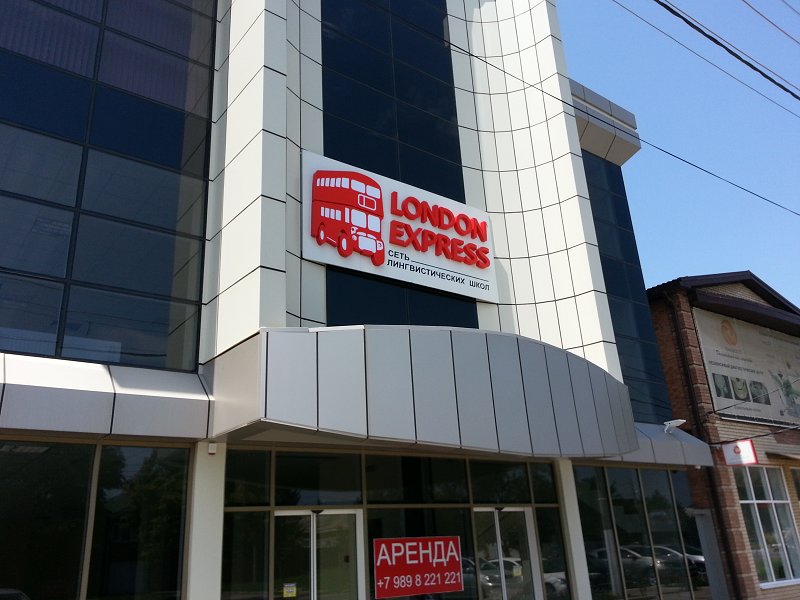 LONDON
EXPRESS
СЕТЬ
ЛИНГВИСТИЧЕСКИХ ШКОЛ
АРЕНДА
+7 989 8 221 221